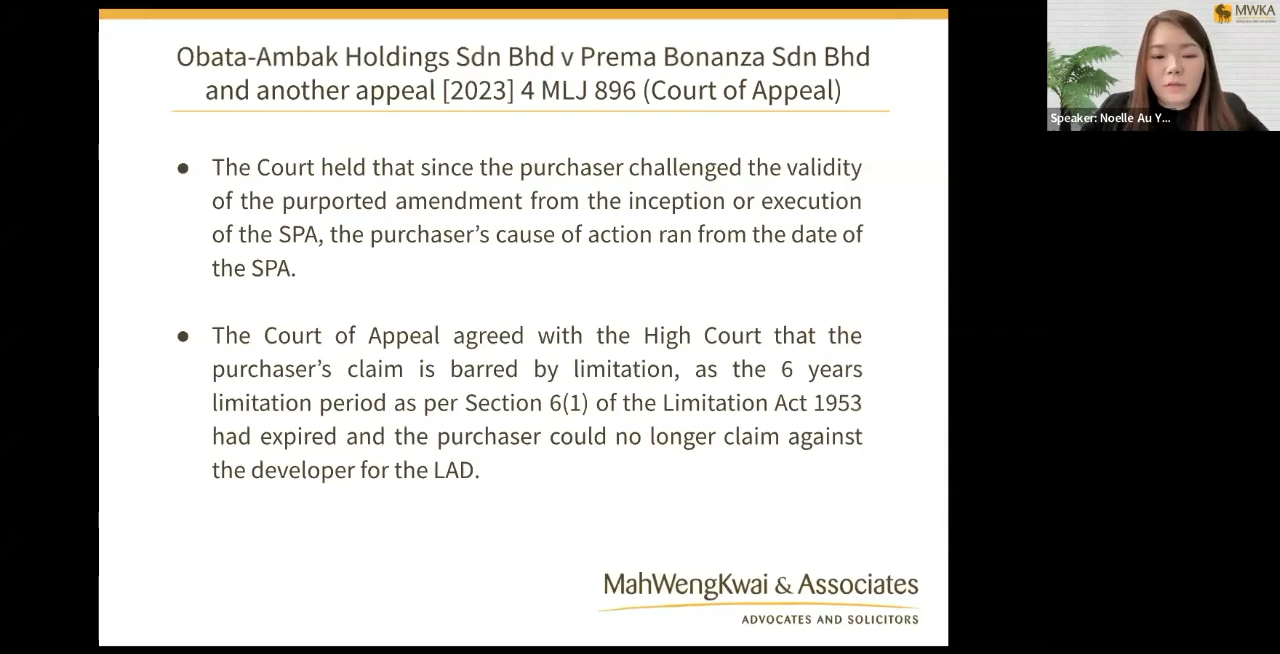 Obata-Ambak Holdings Sdn Bhd v Prema Bonanza Sdn Bhd
and another appeal [2023] 4 MLJ 896 (Court of Appeal)
● The Court held that since the purchaser challenged the validity
of the purported amendment from the inception or execution
of the SPA, the purchaser’s cause of action ran from the date of
the SPA.
● The Court of Appeal agreed with the High Court that the
purchaser’s claim is barred by limitation, as the 6 years
limitation period as per Section 6(1) of the Limitation Act 1953
had expired and the purchaser could no longer claim against
the developer for the LAD.
MahWengKwai & Associates
ADVOCATES AND SOLICITORS
MWKA
Speaker: Noelle Au Y...